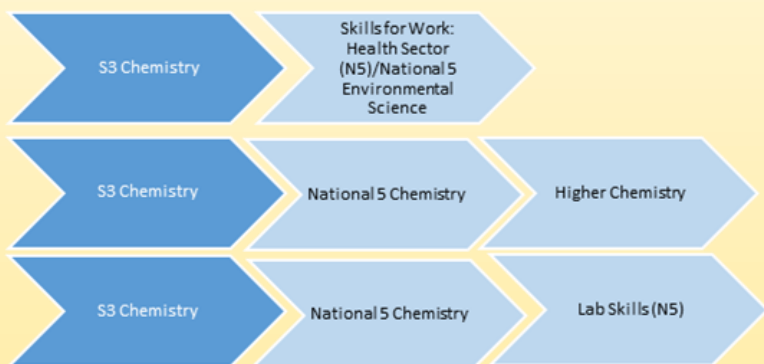 S3 Chemistry
Skills for Work:
Health Sector
(N5)/National 5
Environmental
Science
S3 Chemistry
National 5 Chemistry
Higher Chemistry
S3 Chemistry
National 5 Chemistry
Lab Skills (N5)